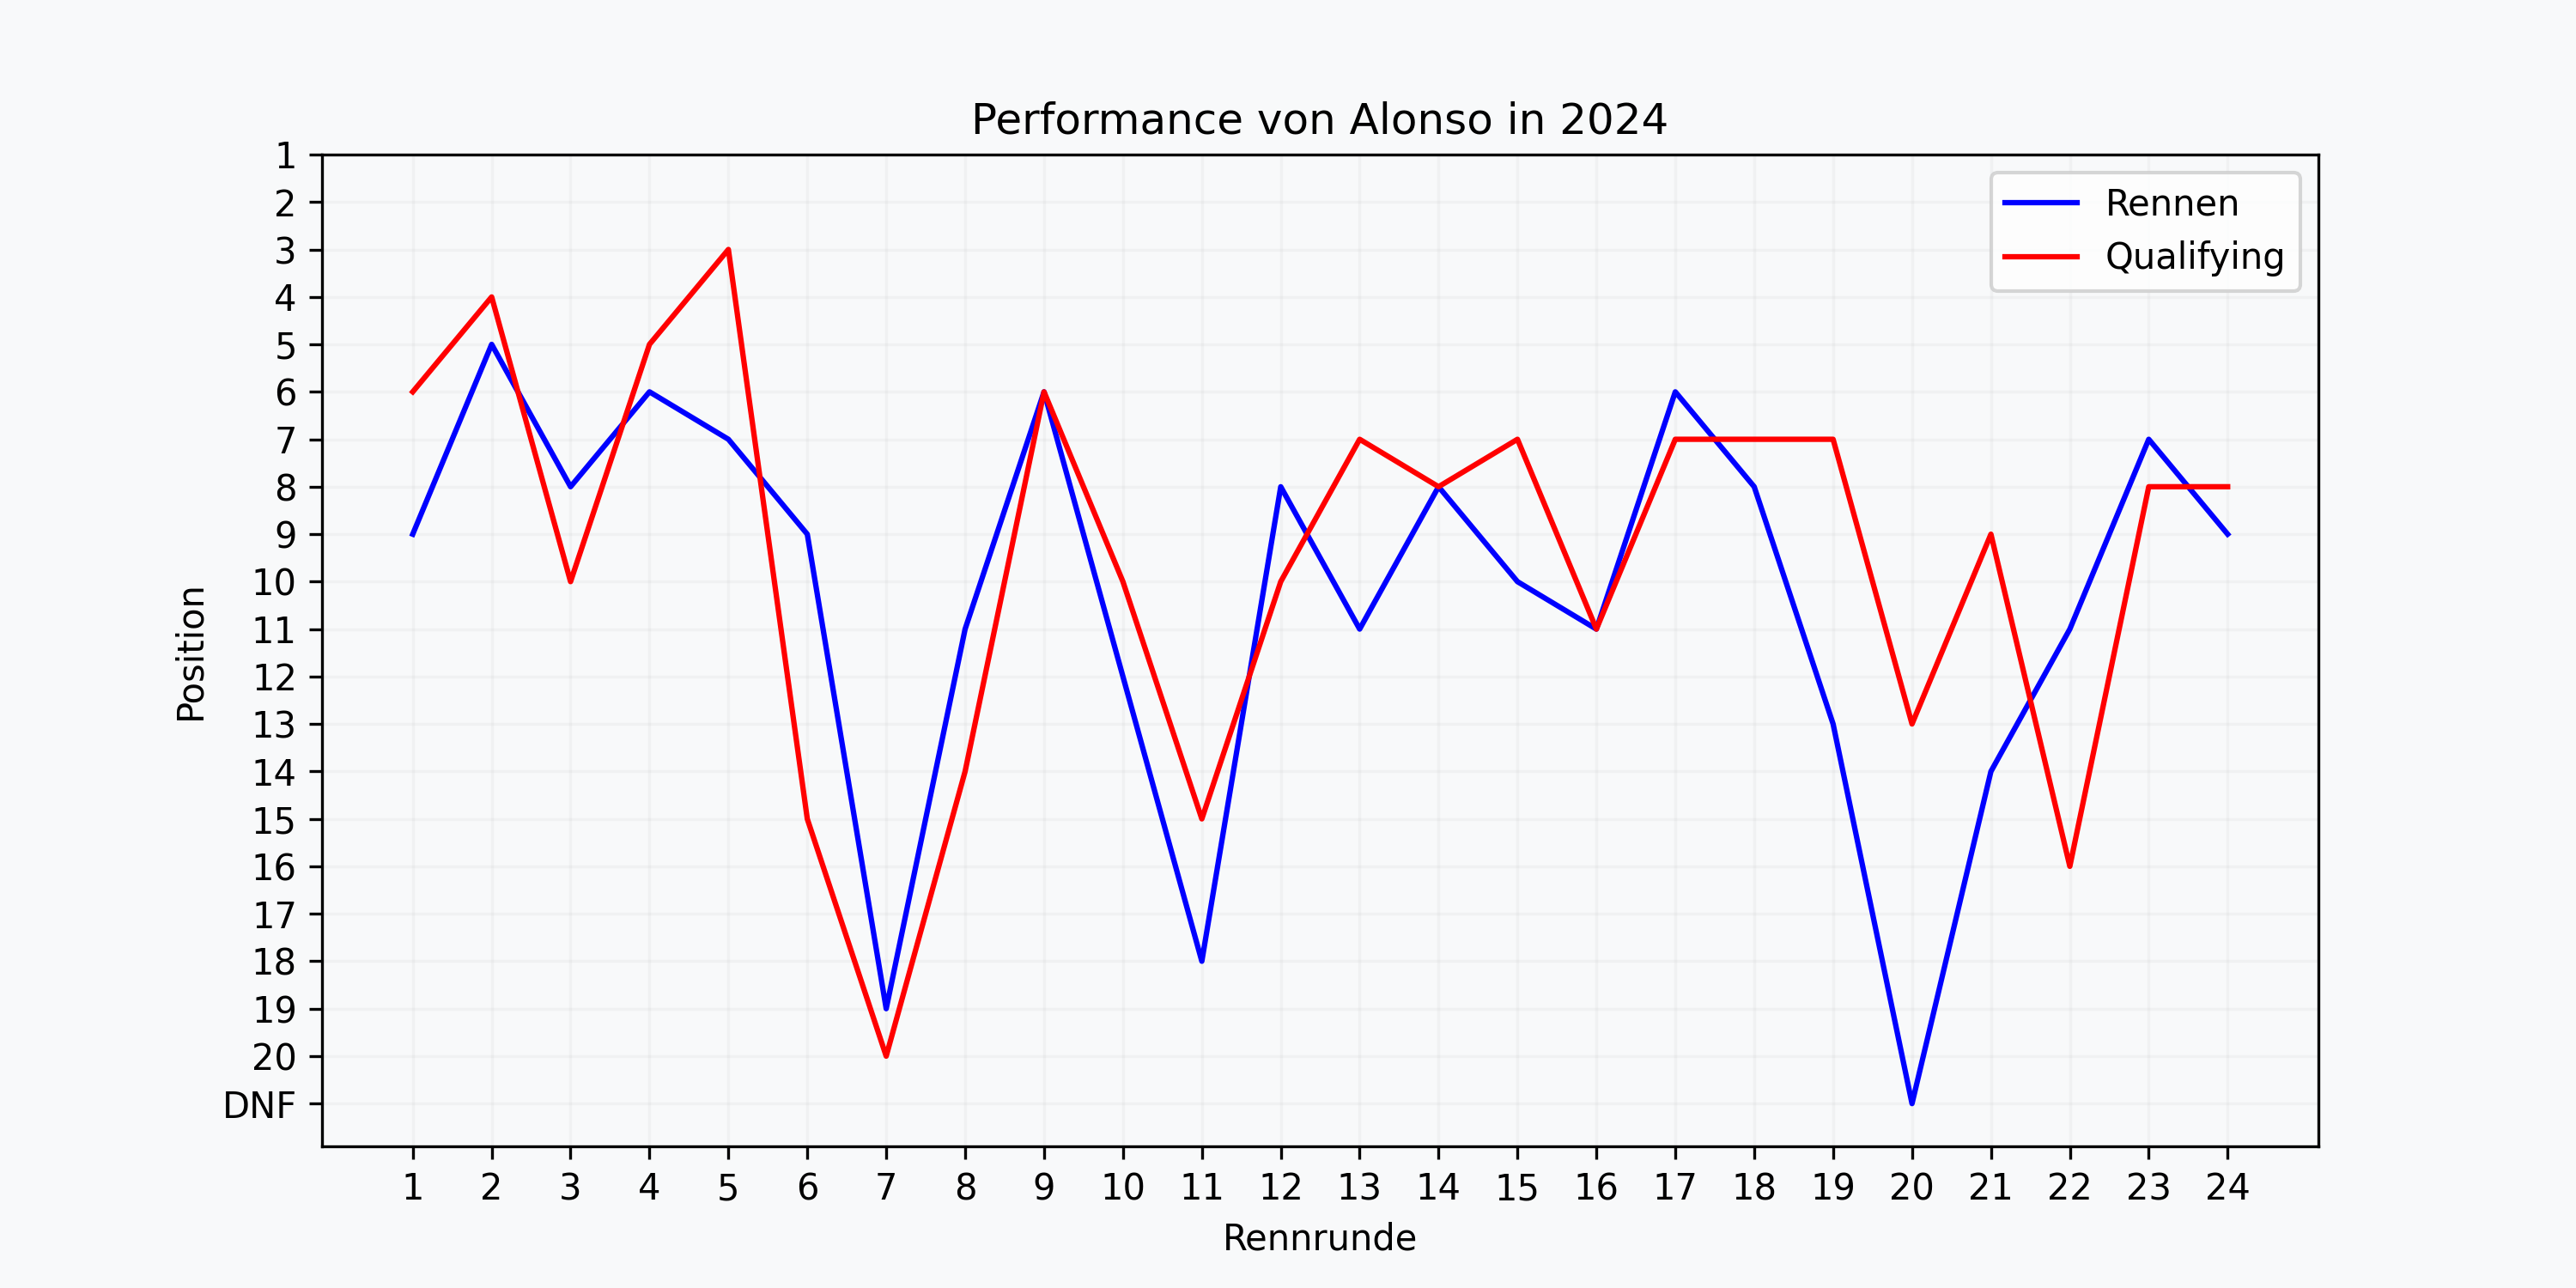 Performance von Alonso in 2024
1
2
3
4
5
6
7
8
9
10
11
12
13
14
15
16
17
18
19
20
DNF
Position
Rennen
Qualifying
1 2 3 4 5 6 7 8 9 10 11 12 13 14 15 16 17 18 19 20 21 22 23 24
Rennrunde